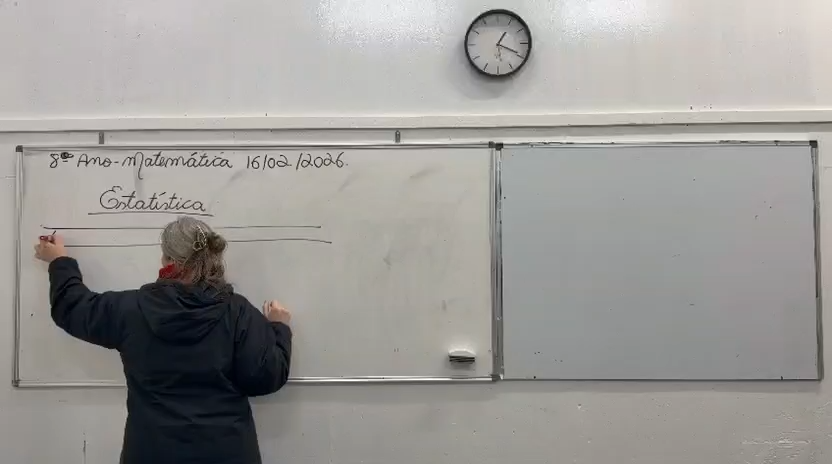 8º Ano - Matemática 16/02/2026.
Estatística